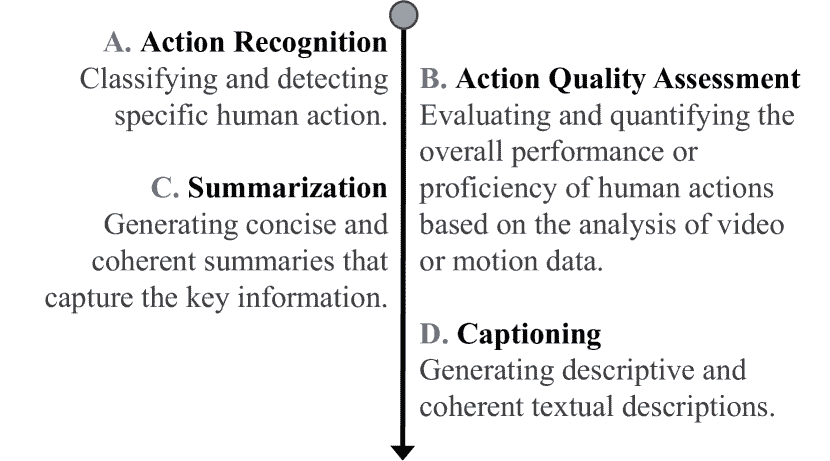 A. Action Recognition
Classifying and detecting
specific human action.
B. Action Quality Assessment
Evaluating and quantifying the
overall performance or
proficiency of human actions
based on the analysis of video
or motion data.
C. Summarization
Generating concise and
coherent summaries that
capture the key information.
D. Captioning
Generating descriptive and
coherent textual descriptions.